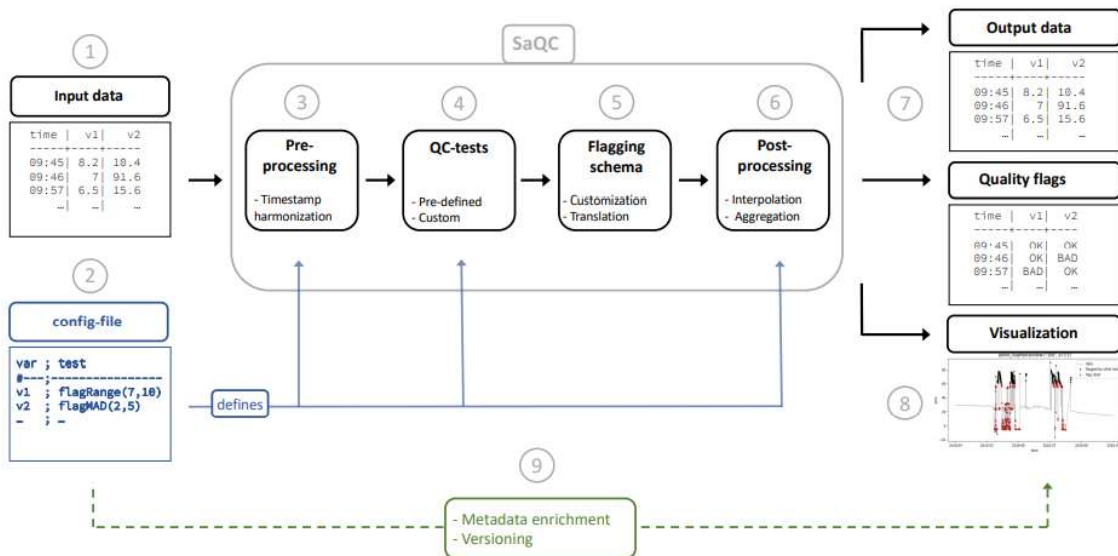 SaQC
1
Input data
time | v1| v2
-----+----+-----
09:45| 8.2| 10.4
09:46| 7| 91.6
09:57| 6.5| 15.6
…| …| …
2
config-file
var ; test
#---;-----------------
v1 ; flagRange(7,10)
v2 ; flagMAD(2,5)
… ; …
defines
3
Pre-
processing
- Timestamp
harmonization
4
QC-tests
- Pre-defined
- Custom
5
Flagging
schema
- Customization
- Translation
6
Post-
processing
- Interpolation
- Aggregation
7
Output data
time | v1| v2
-----+----+-----
09:45| 8.2| 10.4
09:46| 7| 91.6
09:57| 6.5| 15.6
…| …| …
Quality flags
time | v1| v2
-----+----+-----
09:45| OK| OK
09:46| OK| BAD
09:57| BAD| OK
…| …| …
8
Visualization
9
- Metadata enrichment
- Versioning